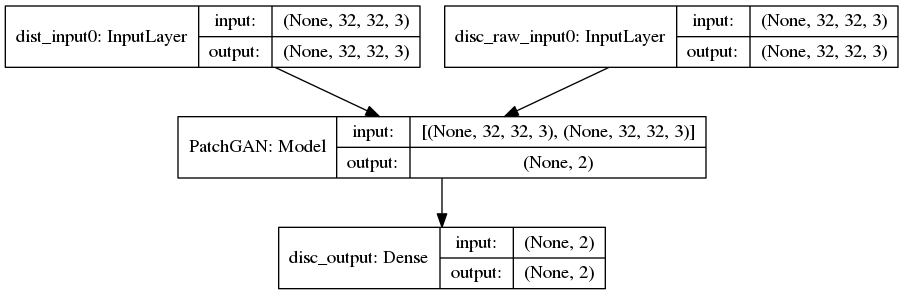 dist_input0: InputLayer
input: (None, 32, 32, 3)
output: (None, 32, 32, 3)
disc_raw_input0: InputLayer
input: (None, 32, 32, 3)
output: (None, 32, 32, 3)
PatchGAN: Model
input: [(None, 32, 32, 3), (None, 32, 32, 3)]
output: (None, 2)
disc_output: Dense
input: (None, 2)
output: (None, 2)